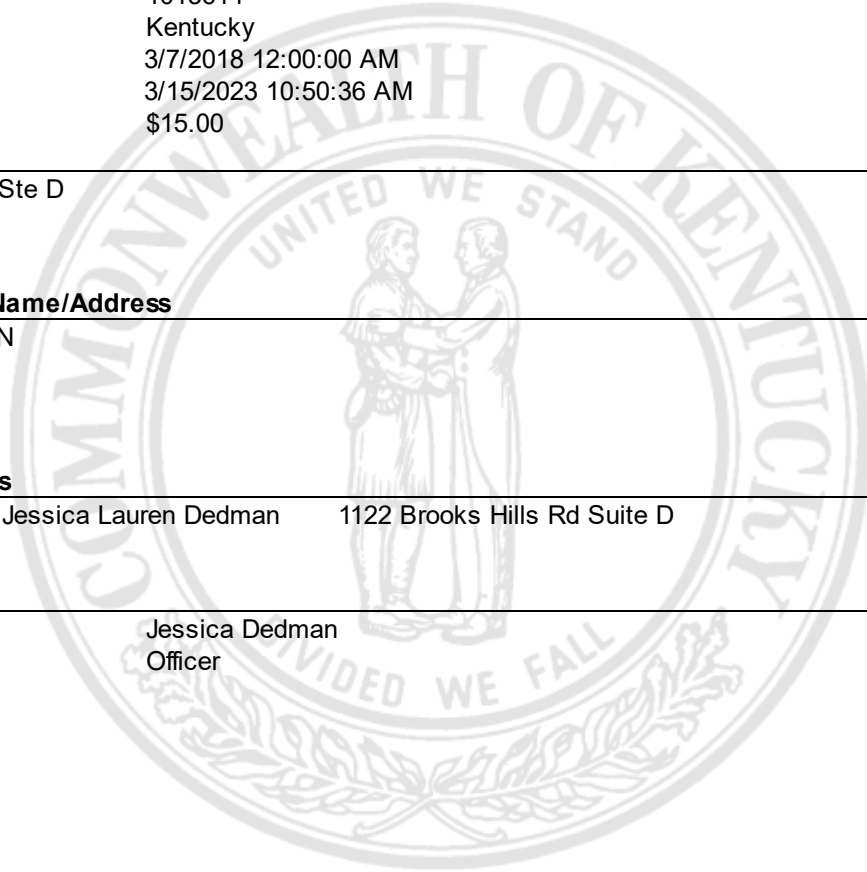 Kentucky
3/7/2018 12:00:00 AM
3/15/2023 10:50:36 AM
$15.00
Ste D
Name/Address
N
s
Jessica Lauren Dedman 1122 Brooks Hills Rd Suite D
Jessica Dedman
Officer
COMMONWEALTH OF KENTUCKY
UNITED WE STAND
DIVIDED WE FALL